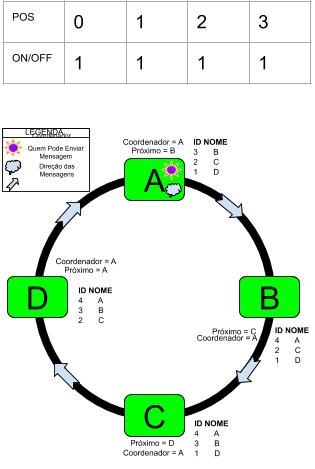 POS 0 1 2 3
ON/OFF 1 1 1 1
LEGENDA
Coordenador
Quem Pode Enviar
Mensagem
Direção das
Mensagens
Coordenador = A
Próximo = B
ID NOME
3 B
2 C
1 D
A
Coordenador = A
Próximo = A
D
ID NOME
4 A
3 B
2 C
B
Próximo = C
Coordenador = A
ID NOME
4 A
2 C
1 D
C
Próximo = D
Coordenador = A
ID NOME
4 A
3 B
1 D